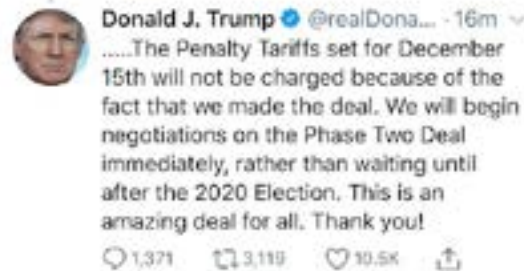 Donald J. Trump @realDona... · 16m
.....The Penalty Tariffs set for December
15th will not be charged because of the
fact that we made the deal. We will begin
negotiations on the Phase Two Deal
immediately, rather than waiting until
after the 2020 Election. This is an
amazing deal for all. Thank you!
1,371 3,119 10.5K